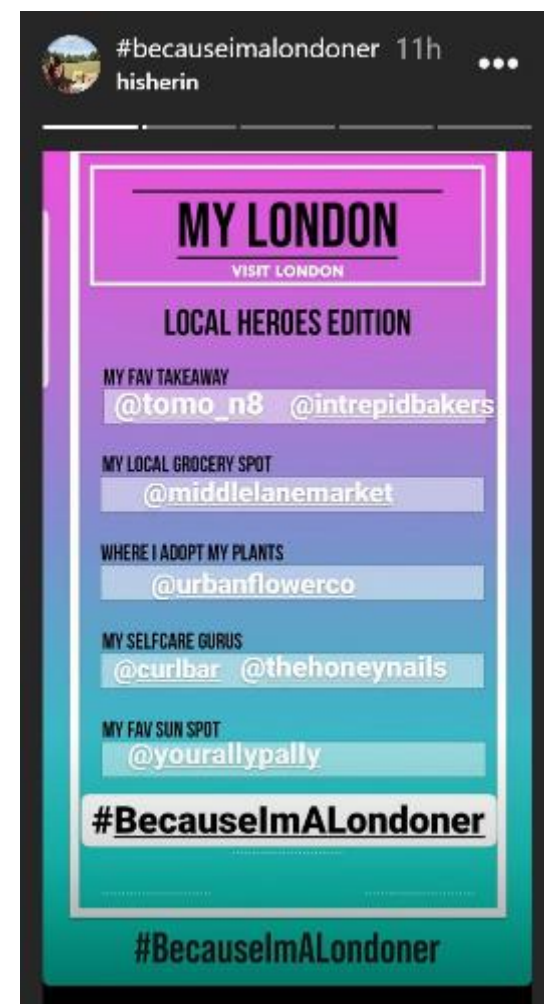 #becauseimalondoner 11h
hisherin
MY LONDON
VISIT LONDON
LOCAL HEROES EDITION
MY FAV TAKEAWAY
@tomo_n8 @intrepidbakers
MY LOCAL GROCERY SPOT
@middlelanemarket
WHERE I ADOPT MY PLANTS
@urbanflowerco
MY SELFCARE GURUS
@curlbar @thehoneynails
MY FAV SUN SPOT
@yourallypally
#BecauseImALondoner
#BecauseImALondoner